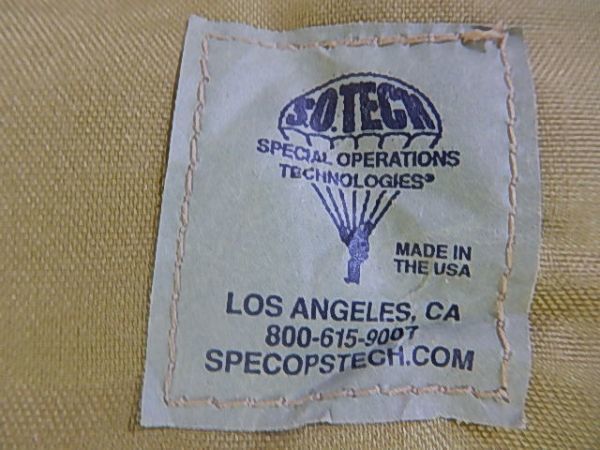 S.O.TECH
SPECIAL OPERATIONS
TECHNOLOGIES®
MADE IN
THE USA
LOS ANGELES, CA
800-615-9007
SPECOPSTECH.COM